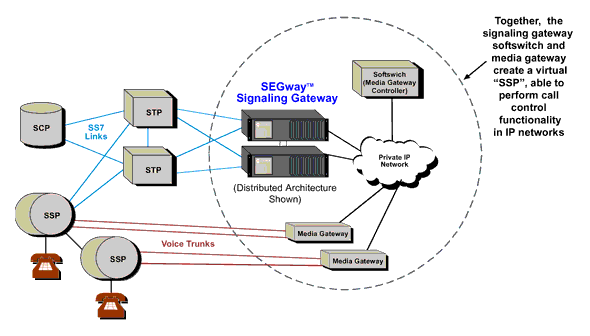 Together, the
signaling gateway
softswitch and
media gateway
create a virtual
“SSP”, able to
perform call
control
functionality
in IP networks
SEGway™
Signaling Gateway
Softswich
(Media Gateway
Controller)
STP
SCP
SS7
Links
STP
Private IP
Network
(Distributed Architecture
Shown)
SSP
Media Gateway
Voice Trunks
SSP
Media Gateway